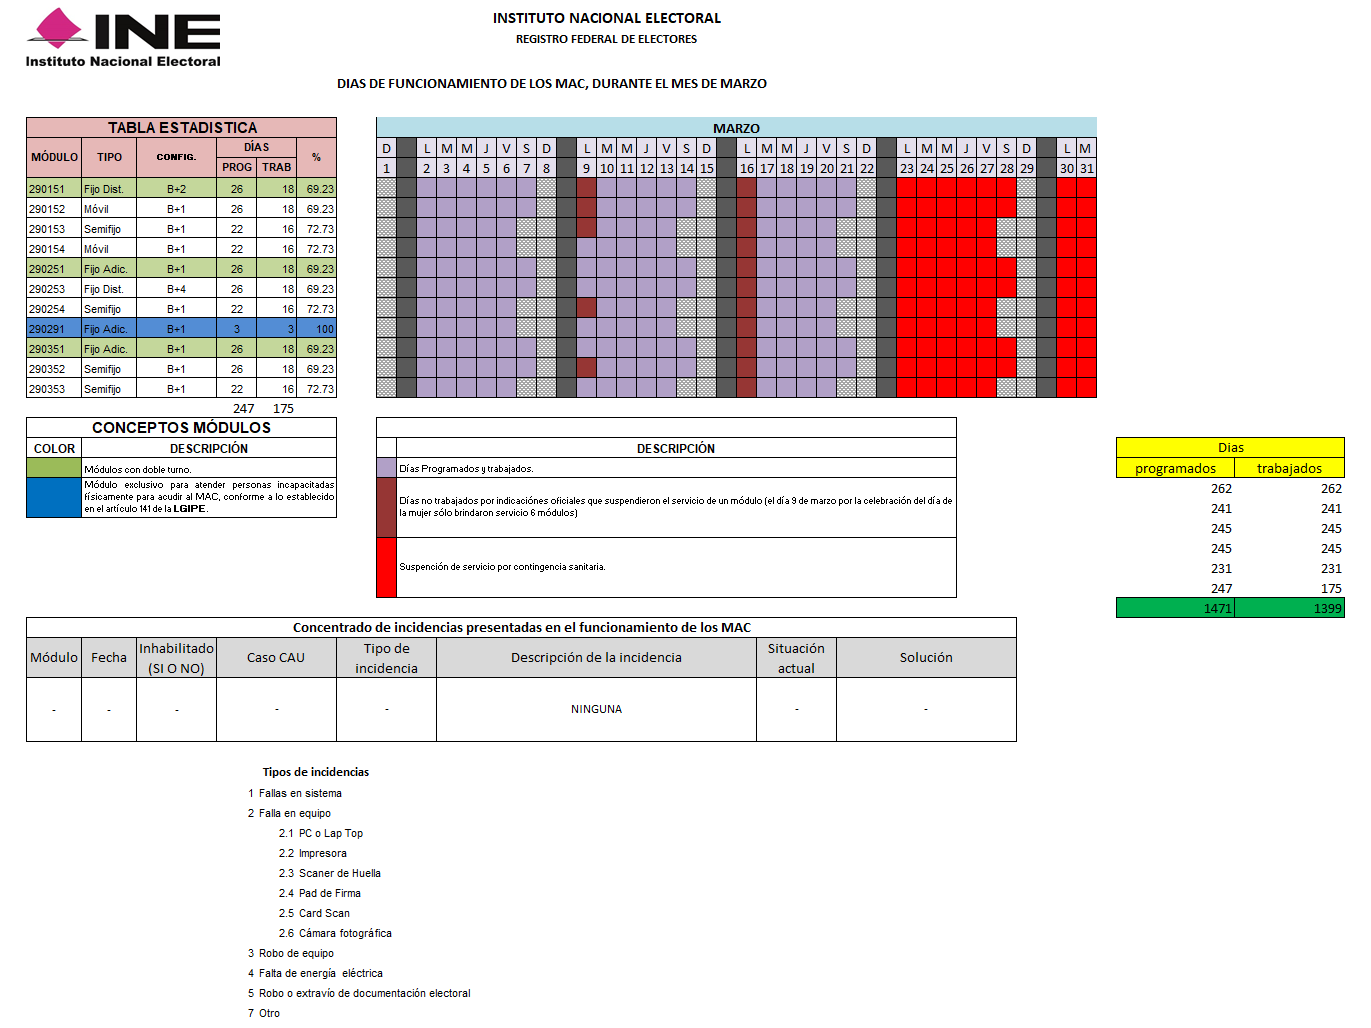 INE
Instituto Nacional Electoral
INSTITUTO NACIONAL ELECTORAL
REGISTRO FEDERAL DE ELECTORES
DIAS DE FUNCIONAMIENTO DE LOS MAC, DURANTE EL MES DE MARZO
TABLA ESTADISTICA
MÓDULO TIPO CONFIG. DÍAS %
PROG TRAB
290151 Fijo Dist. B+2 26 18 69.23
290152 Móvil B+1 26 18 69.23
290153 Semifijo B+1 22 16 72.73
290154 Móvil B+1 22 16 72.73
290251 Fijo Adic. B+1 26 18 69.23
290253 Fijo Dist. B+4 26 18 69.23
290254 Semifijo B+1 22 16 72.73
290291 Fijo Adic. B+1 3 3 100
290351 Fijo Adic. B+1 26 18 69.23
290352 Semifijo B+1 26 18 69.23
290353 Semifijo B+1 22 16 72.73
247 175
MARZO
D L M M J V S D L M M J V S D L M M J V S D L M M J V S D L M
1 2 3 4 5 6 7 8 9 10 11 12 13 14 15 16 17 18 19 20 21 22 23 24 25 26 27 28 29 30 31
CONCEPTOS MÓDULOS
COLOR DESCRIPCIÓN
Módulos con doble turno.
Módulo exclusivo para atender personas incapacitadas
físicamente para acudir al MAC, conforme a lo establecido
en el artículo 141 de la LGIPE.
DESCRIPCIÓN
Días Programados y trabajados.
Días no trabajados por indicaciónes oficiales que suspendieron el servicio de un módulo (el día 9 de marzo por la celebración del día de
la mujer sólo brindaron servicio 6 módulos)
Suspención de servicio por contingencia sanitaria.
Dias
programados trabajados
262 262
241 241
245 245
245 245
231 231
247 175
1471 1399
Concentrado de incidencias presentadas en el funcionamiento de los MAC
Módulo Fecha Inhabilitado (SI O NO) Caso CAU Tipo de incidencia Descripción de la incidencia Situación actual Solución
- - - - - NINGUNA - -
Tipos de incidencias
1 Fallas en sistema
2 Falla en equipo
2.1 PC o Lap Top
2.2 Impresora
2.3 Scaner de Huella
2.4 Pad de Firma
2.5 Card Scan
2.6 Cámara fotográfica
3 Robo de equipo
4 Falta de energía eléctrica
5 Robo o extravío de documentación electoral
7 Otro